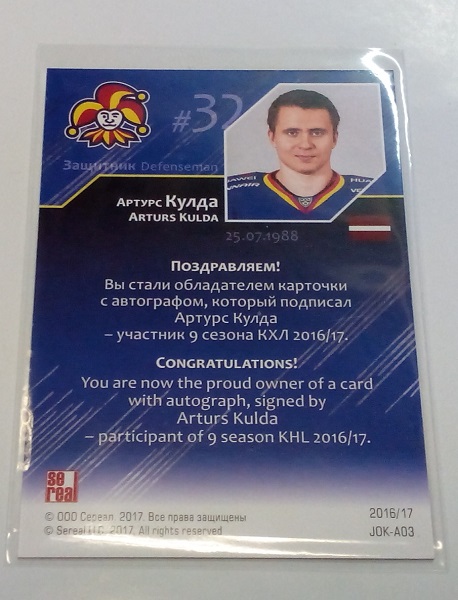 #32
Защитник Defenseman
HUAWEI
FINNAIR
HUA
Артурс Кулда
Arturs Kulda
25.07.1988
Поздравляем!
Вы стали обладателем карточки
с автографом, который подписал
Артурс Кулда
– участник 9 сезона КХЛ 2016/17.
Congratulations!
You are now the proud owner of a card
with autograph, signed by
Arturs Kulda
– participant of 9 season KHL 2016/17.
se
real
© ООО Сереал, 2017. Все права защищены
© Sereal LLC, 2017. All rights reserved
2016/17
JOK-A03